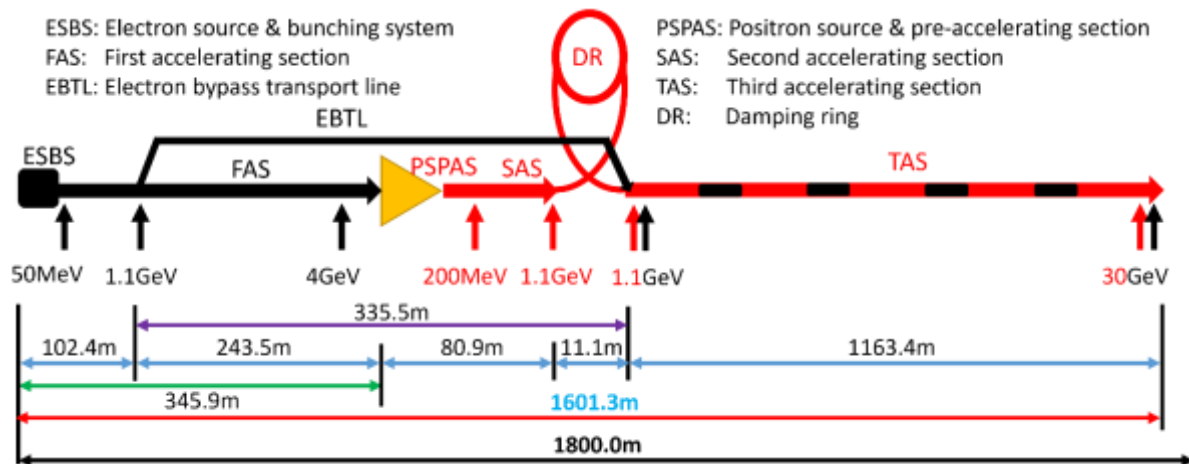 ESBS: Electron source & bunching system
FAS: First accelerating section
EBTL: Electron bypass transport line
PSPAS: Positron source & pre-accelerating section
SAS: Second accelerating section
TAS: Third accelerating section
DR: Damping ring
DR
EBTL
ESBS
FAS
PSPAS
SAS
TAS
50MeV
1.1GeV
4GeV
200MeV
1.1GeV
1.1GeV
30GeV
335.5m
102.4m
243.5m
80.9m
11.1m
1163.4m
345.9m
1601.3m
1800.0m